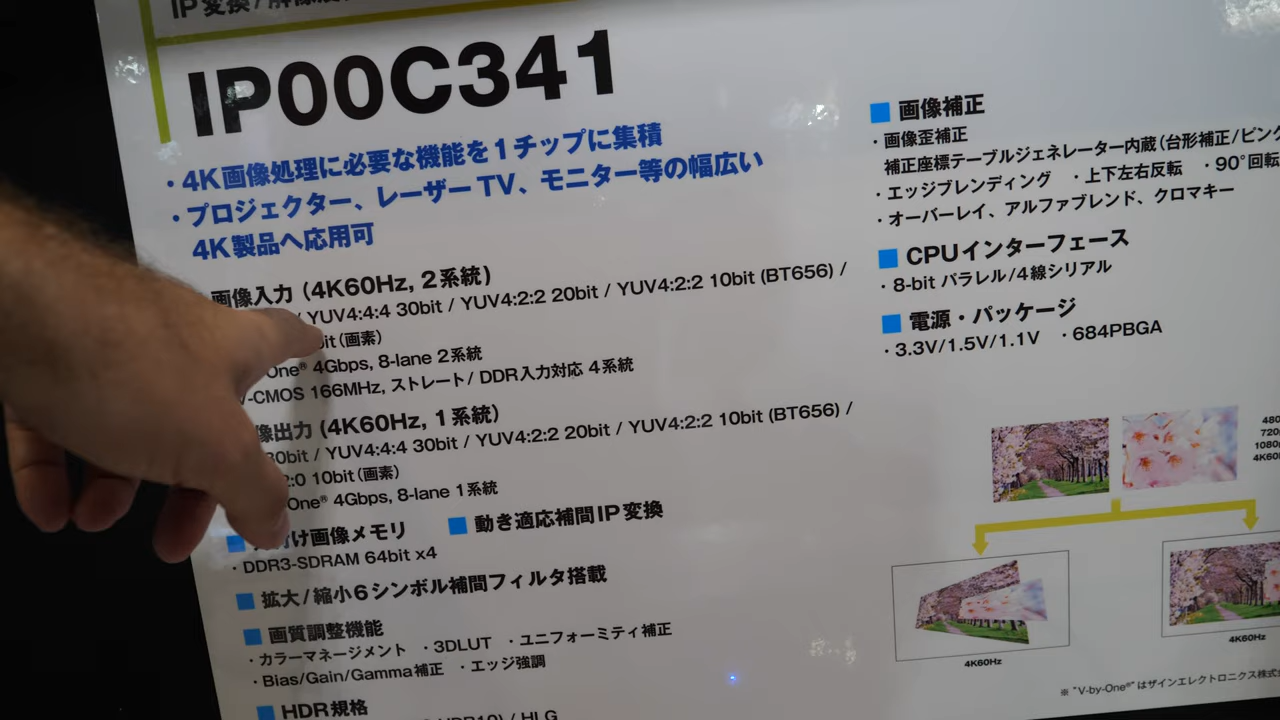 IP変換/解像度
IP00C341
・4K画像処理に必要な機能を1チップに集積
・プロジェクター、レーザーTV、モニター等の幅広い
4K製品へ応用可
画像入力 (4K60Hz, 2系統)
/ YUV4:4:4 30bit / YUV4:2:2 20bit / YUV4:2:2 10bit (BT656) /
bit (画素)
One® 4Gbps, 8-lane 2系統
-CMOS 166MHz, ストレート/ DDR入力対応 4系統
像出力 (4K60Hz, 1系統)
30bit / YUV4:4:4 30bit / YUV4:2:2 20bit / YUV4:2:2 10bit (BT656) /
2:0 10bit (画素)
One® 4Gbps, 8-lane 1系統
付け画像メモリ
・DDR3-SDRAM 64bit x4
■ 動き適応補間IP変換
■ 拡大/縮小6シンボル補間フィルタ搭載
■ 画質調整機能
・カラーマネージメント ・3DLUT ・ユニフォーミティ補正
・Bias/Gain/Gamma補正 ・エッジ強調
■ HDR規格
HDR10) / HLG
■ 画像補正
・画像歪補正
補正座標テーブルジェネレーター内蔵(台形補正/ピンク
・エッジブレンディング ・上下左右反転 ・90°回転
・オーバーレイ、アルファブレンド、クロマキー
■ CPUインターフェース
・8-bit パラレル/4線シリアル
■ 電源・パッケージ
・3.3V/1.5V/1.1V ・684PBGA
480
720
1080
4K60
4K60Hz
4K60Hz
※ "V-by-One®"はザインエレクトロニクス株式